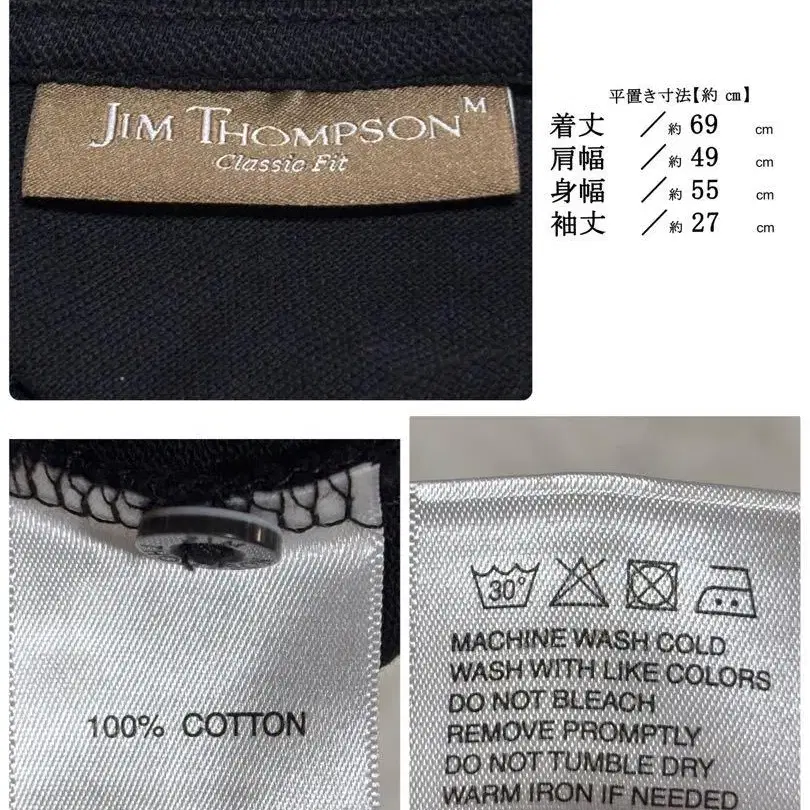 JIM THOMPSON M
Classic Fit
平置き寸法【約 cm】
着丈 ／約 69 cm
肩幅 ／約 49 cm
身幅 ／約 55 cm
袖丈 ／約 27 cm
100% COTTON
30°
MACHINE WASH COLD
WASH WITH LIKE COLORS
DO NOT BLEACH
REMOVE PROMPTLY
DO NOT TUMBLE DRY
WARM IRON IF NEEDED